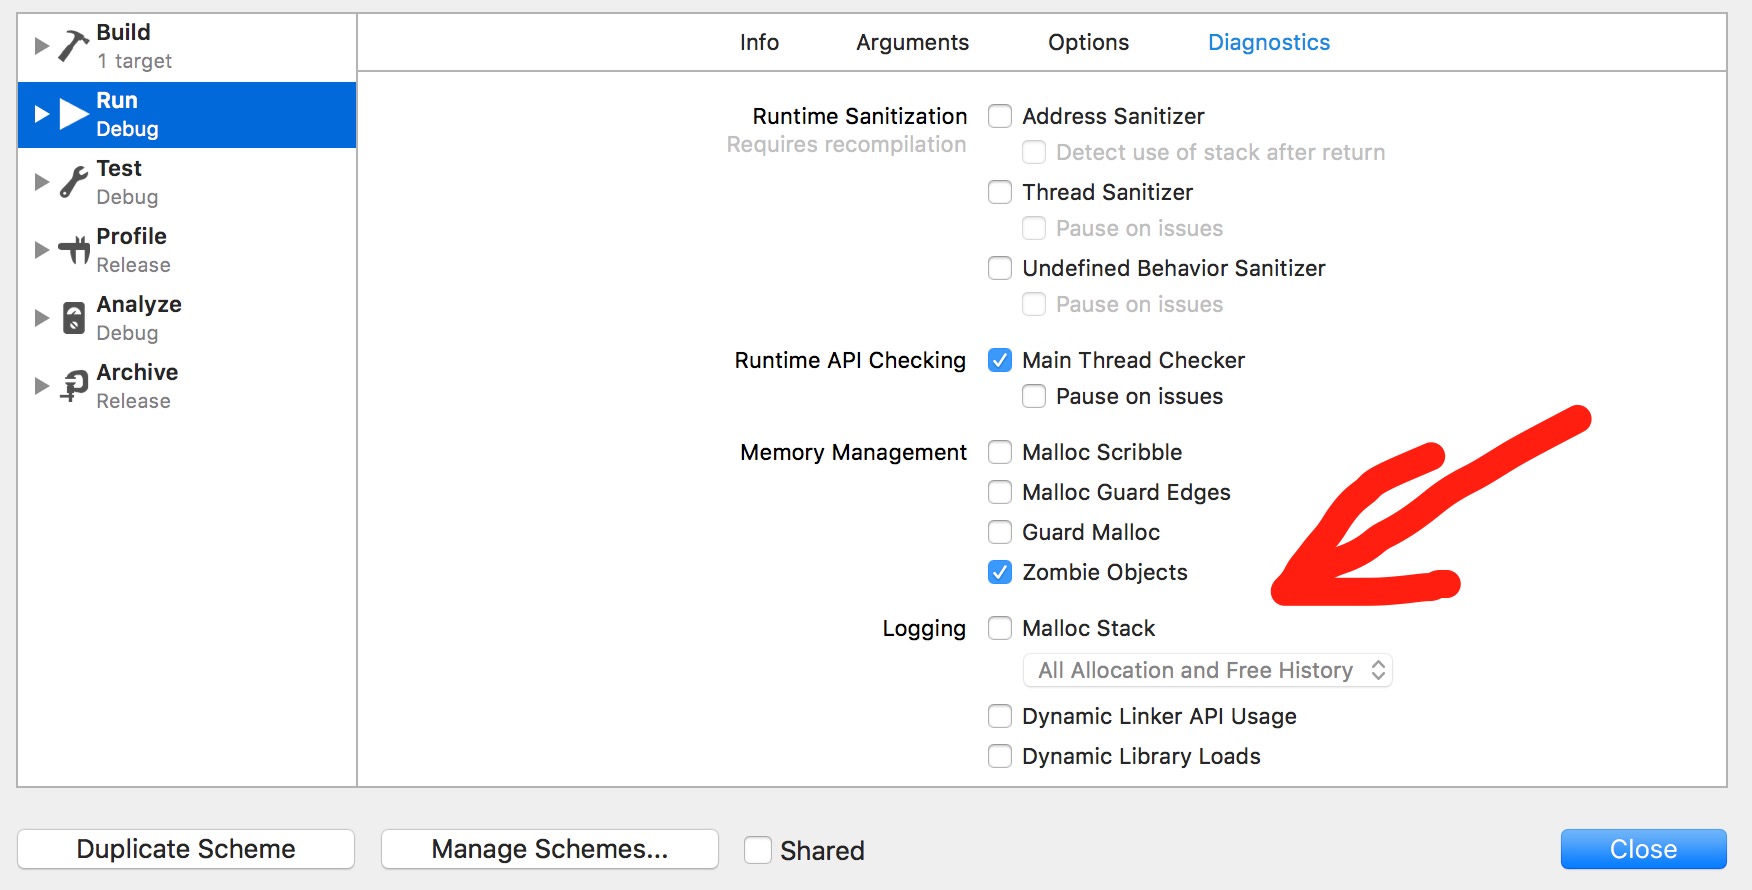 Build
1 target
Run
Debug
Test
Debug
Profile
Release
Analyze
Debug
Archive
Release
Info Arguments Options Diagnostics
Runtime Sanitization Address Sanitizer
Requires recompilation
Detect use of stack after return
Thread Sanitizer
Pause on issues
Undefined Behavior Sanitizer
Pause on issues
Runtime API Checking Main Thread Checker
Pause on issues
Memory Management Malloc Scribble
Malloc Guard Edges
Guard Malloc
Zombie Objects
Logging Malloc Stack
All Allocation and Free History
Dynamic Linker API Usage
Dynamic Library Loads
Duplicate Scheme Manage Schemes... Shared Close